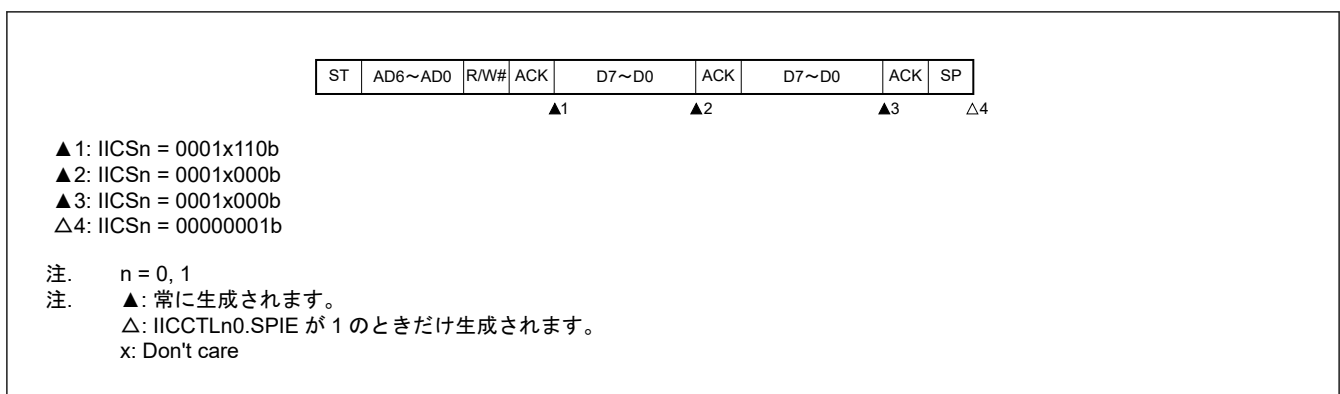 ST AD6～AD0 R/W# ACK D7～D0 ACK D7～D0 ACK SP
▲1 ▲2 ▲3 △4
▲1: IICSn = 0001x110b
▲2: IICSn = 0001x000b
▲3: IICSn = 0001x000b
△4: IICSn = 00000001b
注. n = 0, 1
注. ▲: 常に生成されます。
△: IICCTLn0.SPIE が 1 のときだけ生成されます。
x: Don't care